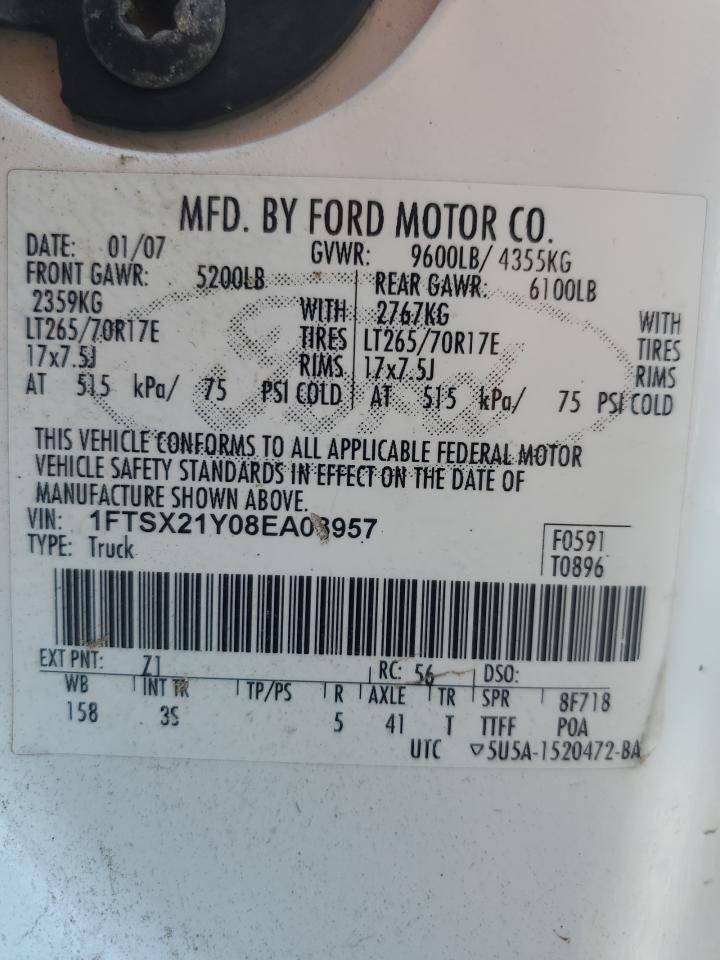 MFD. BY FORD MOTOR CO.
DATE: 01/07 GVWR: 9600LB/ 4355KG
FRONT GAWR: 5200LB REAR GAWR: 6100LB
2359KG WITH 2767KG WITH
LT265/70R17E TIRES LT265/70R17E TIRES
17x7.5J RIMS 17x7.5J RIMS
AT 515 kPa/ 75 PSI COLD AT 515 kPa/ 75 PSI COLD
THIS VEHICLE CONFORMS TO ALL APPLICABLE FEDERAL MOTOR
VEHICLE SAFETY STANDARDS IN EFFECT ON THE DATE OF
MANUFACTURE SHOWN ABOVE.
VIN:
TYPE: Truck
F0591
T0896
EXT PNT: Z1 RC: 56 DSO:
WB INT TR TP/PS R AXLE TR SPR 8F718
158 3S 5 41 T TTFF POA
UTC ▽5U5A-1520472-BA